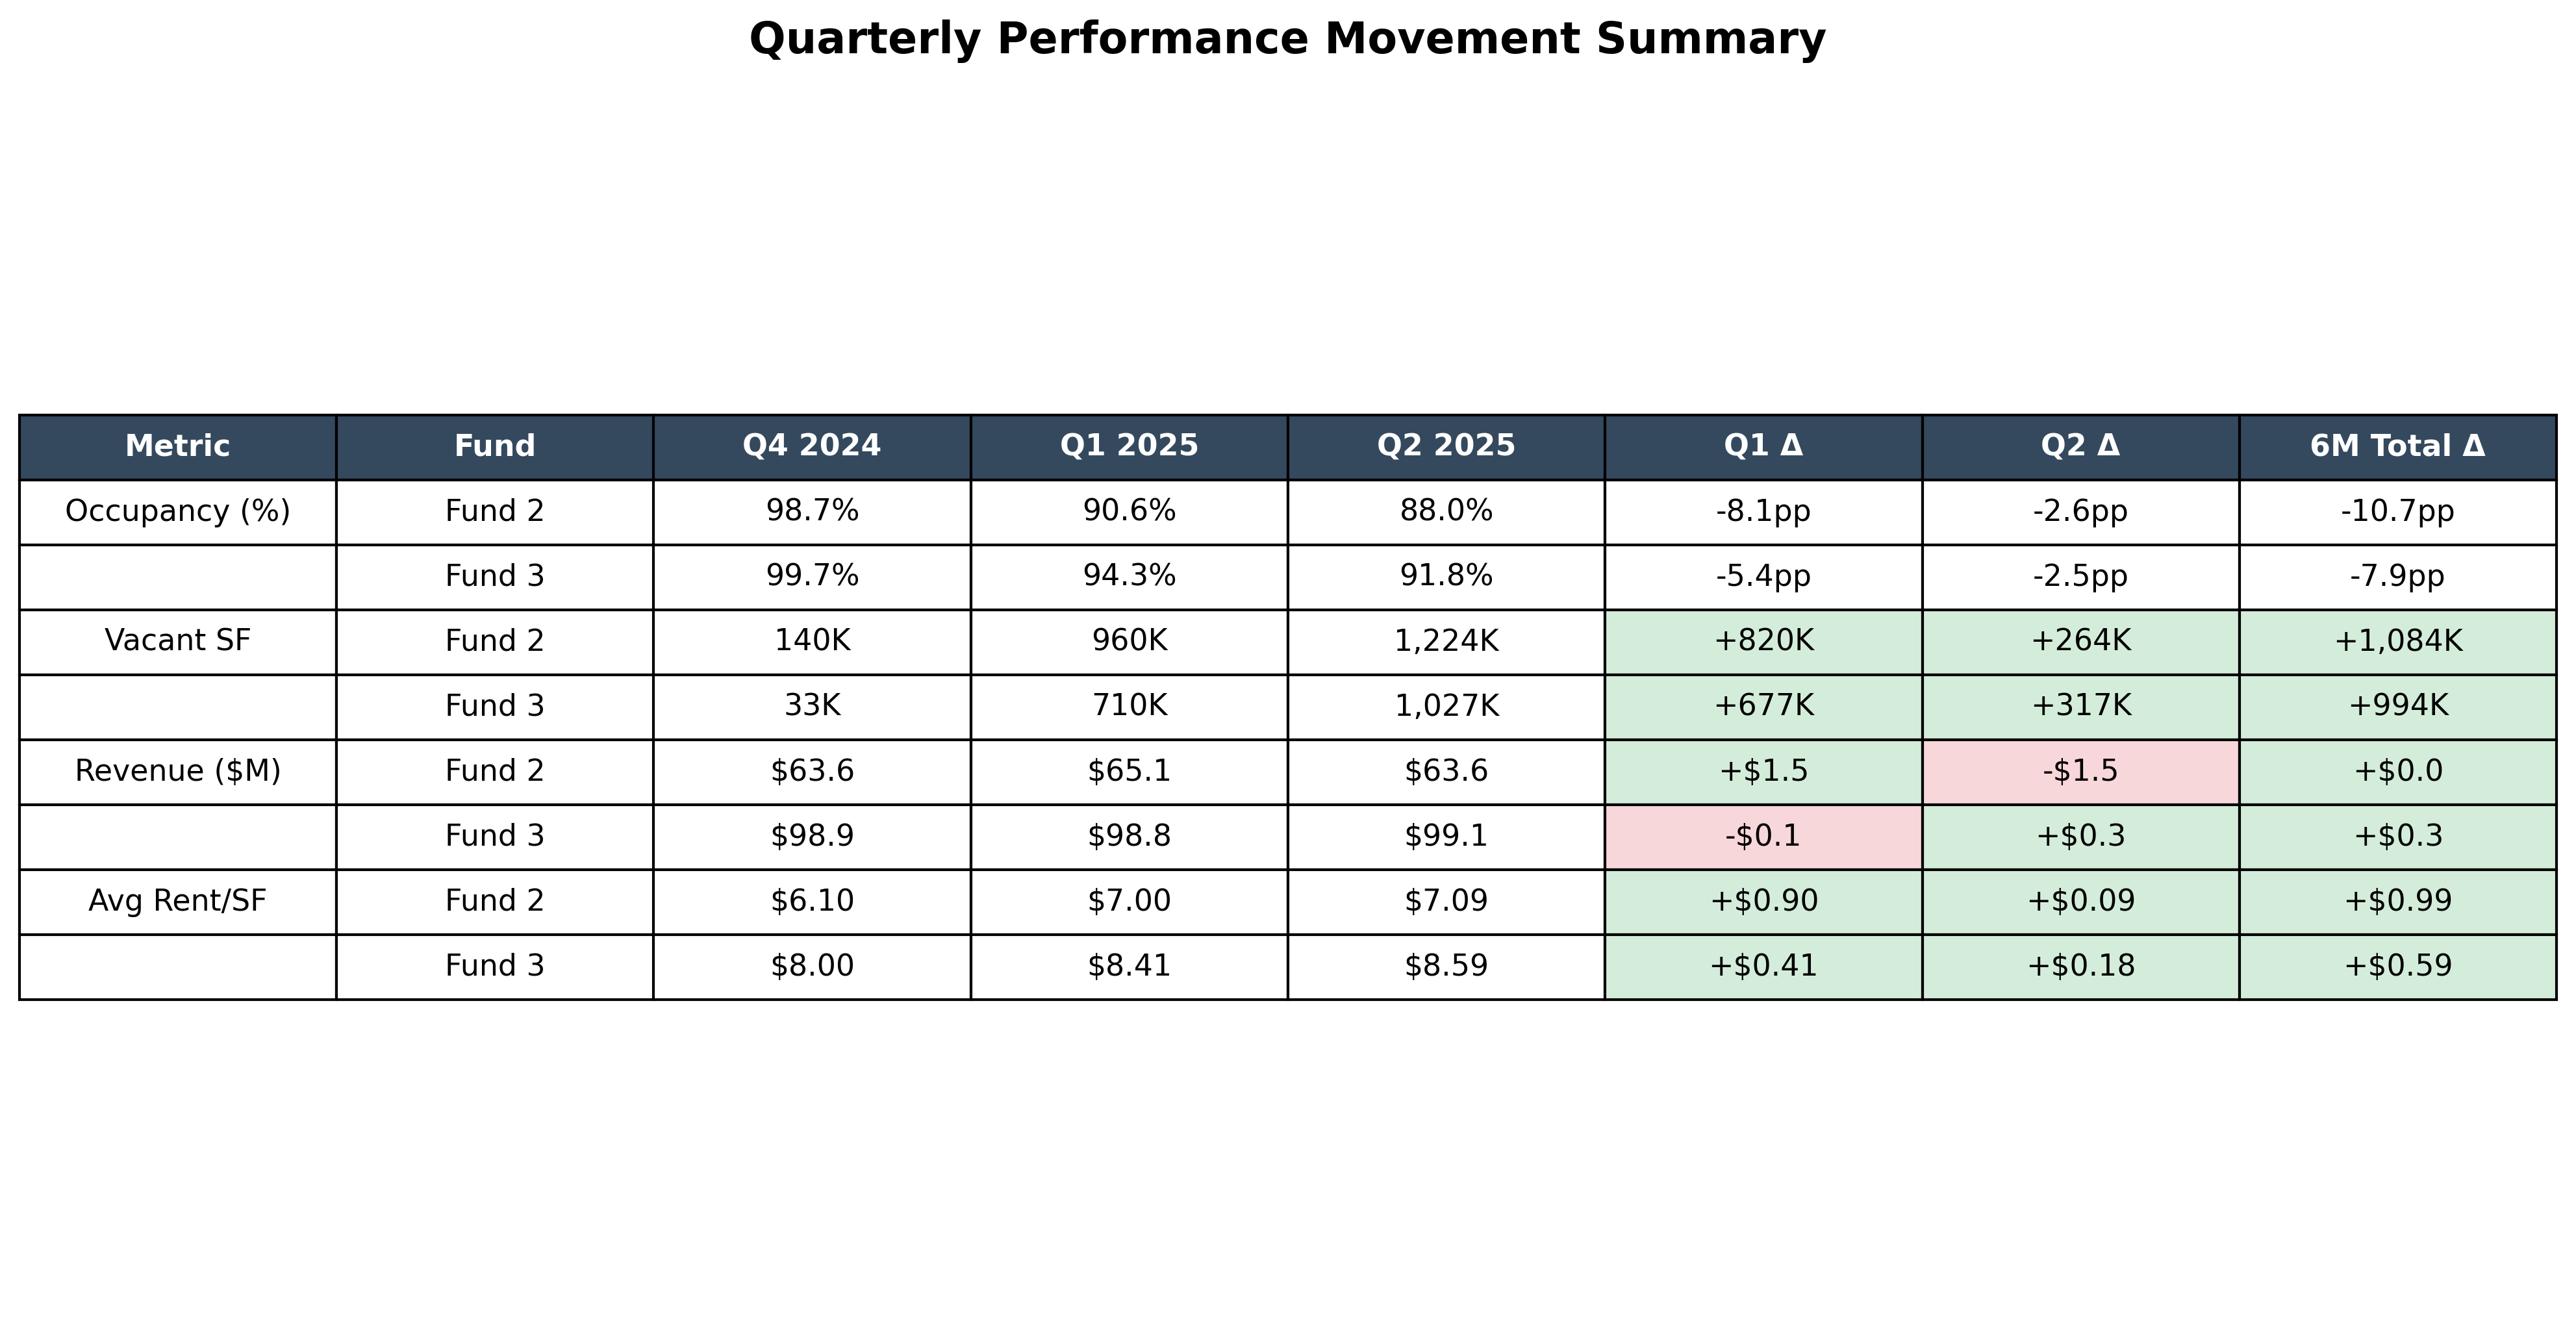 Quarterly Performance Movement Summary
Metric Fund Q4 2024 Q1 2025 Q2 2025 Q1 Δ Q2 Δ 6M Total Δ
Occupancy (%) Fund 2 98.7% 90.6% 88.0% -8.1pp -2.6pp -10.7pp
Fund 3 99.7% 94.3% 91.8% -5.4pp -2.5pp -7.9pp
Vacant SF Fund 2 140K 960K 1,224K +820K +264K +1,084K
Fund 3 33K 710K 1,027K +677K +317K +994K
Revenue ($M) Fund 2 $63.6 $65.1 $63.6 +$1.5 -$1.5 +$0.0
Fund 3 $98.9 $98.8 $99.1 -$0.1 +$0.3 +$0.3
Avg Rent/SF Fund 2 $6.10 $7.00 $7.09 +$0.90 +$0.09 +$0.99
Fund 3 $8.00 $8.41 $8.59 +$0.41 +$0.18 +$0.59